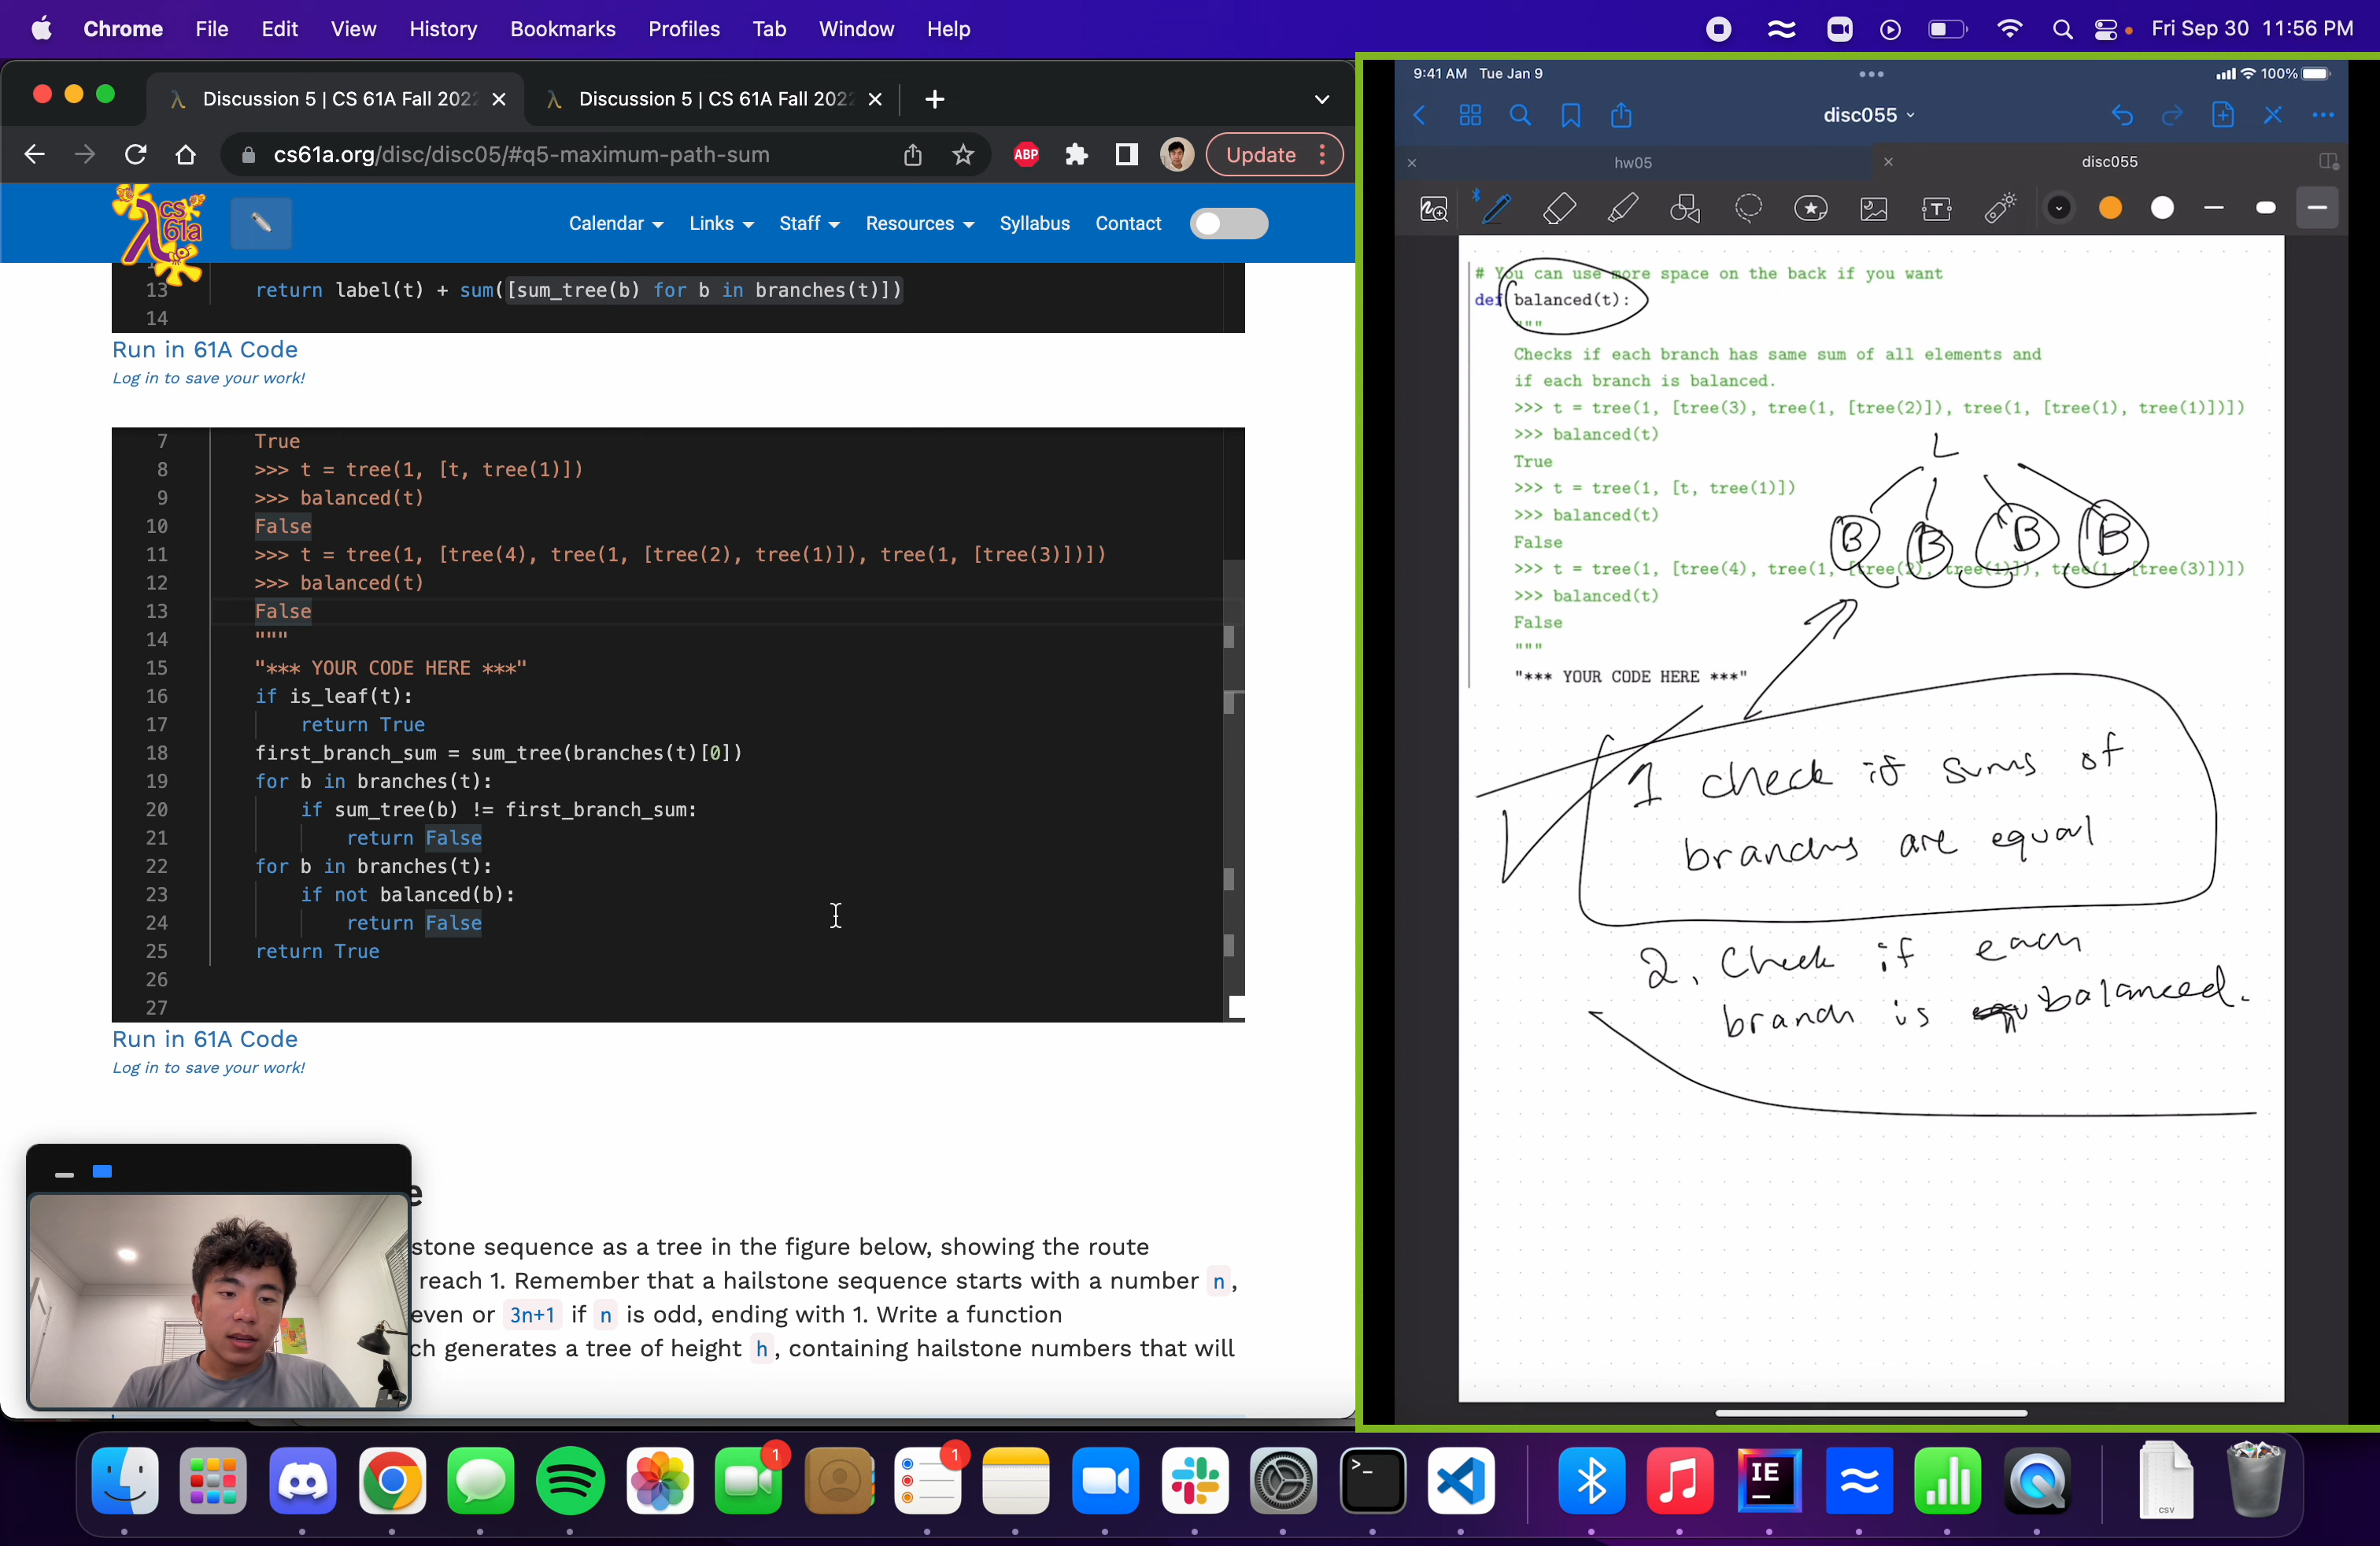 Chrome File Edit View History Bookmarks Profiles Tab Window Help
Fri Sep 30 11:56 PM
Discussion 5 | CS 61A Fall 202
Discussion 5 | CS 61A Fall 202
cs61a.org/disc/disc05/#q5-maximum-path-sum
ABP
Update
cs
61a
Calendar Links Staff Resources Syllabus Contact
13 return label(t) + sum([sum_tree(b) for b in branches(t)])
14
Run in 61A Code
Log in to save your work!
7 True
8 >>> t = tree(1, [t, tree(1)])
9 >>> balanced(t)
10 False
11 >>> t = tree(1, [tree(4), tree(1, [tree(2), tree(1)]), tree(1, [tree(3)])])
12 >>> balanced(t)
13 False
14 """
15 "*** YOUR CODE HERE ***"
16 if is_leaf(t):
17 return True
18 first_branch_sum = sum_tree(branches(t)[0])
19 for b in branches(t):
20 if sum_tree(b) != first_branch_sum:
21 return False
22 for b in branches(t):
23 if not balanced(b):
24 return False
25 return True
26
27
Run in 61A Code
Log in to save your work!
e
stone sequence as a tree in the figure below, showing the route
reach 1. Remember that a hailstone sequence starts with a number n,
even or 3n+1 if n is odd, ending with 1. Write a function
ch generates a tree of height h, containing hailstone numbers that will
9:41 AM Tue Jan 9
100%
disc055
hw05
disc055
T
# You can use more space on the back if you want
def balanced(t):
"""
Checks if each branch has same sum of all elements and
if each branch is balanced.
>>> t = tree(1, [tree(3), tree(1, [tree(2)]), tree(1, [tree(1), tree(1)])])
>>> balanced(t)
True
>>> t = tree(1, [t, tree(1)])
>>> balanced(t)
False
>>> t = tree(1, [tree(4), tree(1, [tree(2), tree(1)]), tree(1, [tree(3)])])
>>> balanced(t)
False
"""
"*** YOUR CODE HERE ***"
L
B B B B
1 check if sums of
branches are equal
2. Check if each
branch is balanced.
1
1
>_
IE
CSV